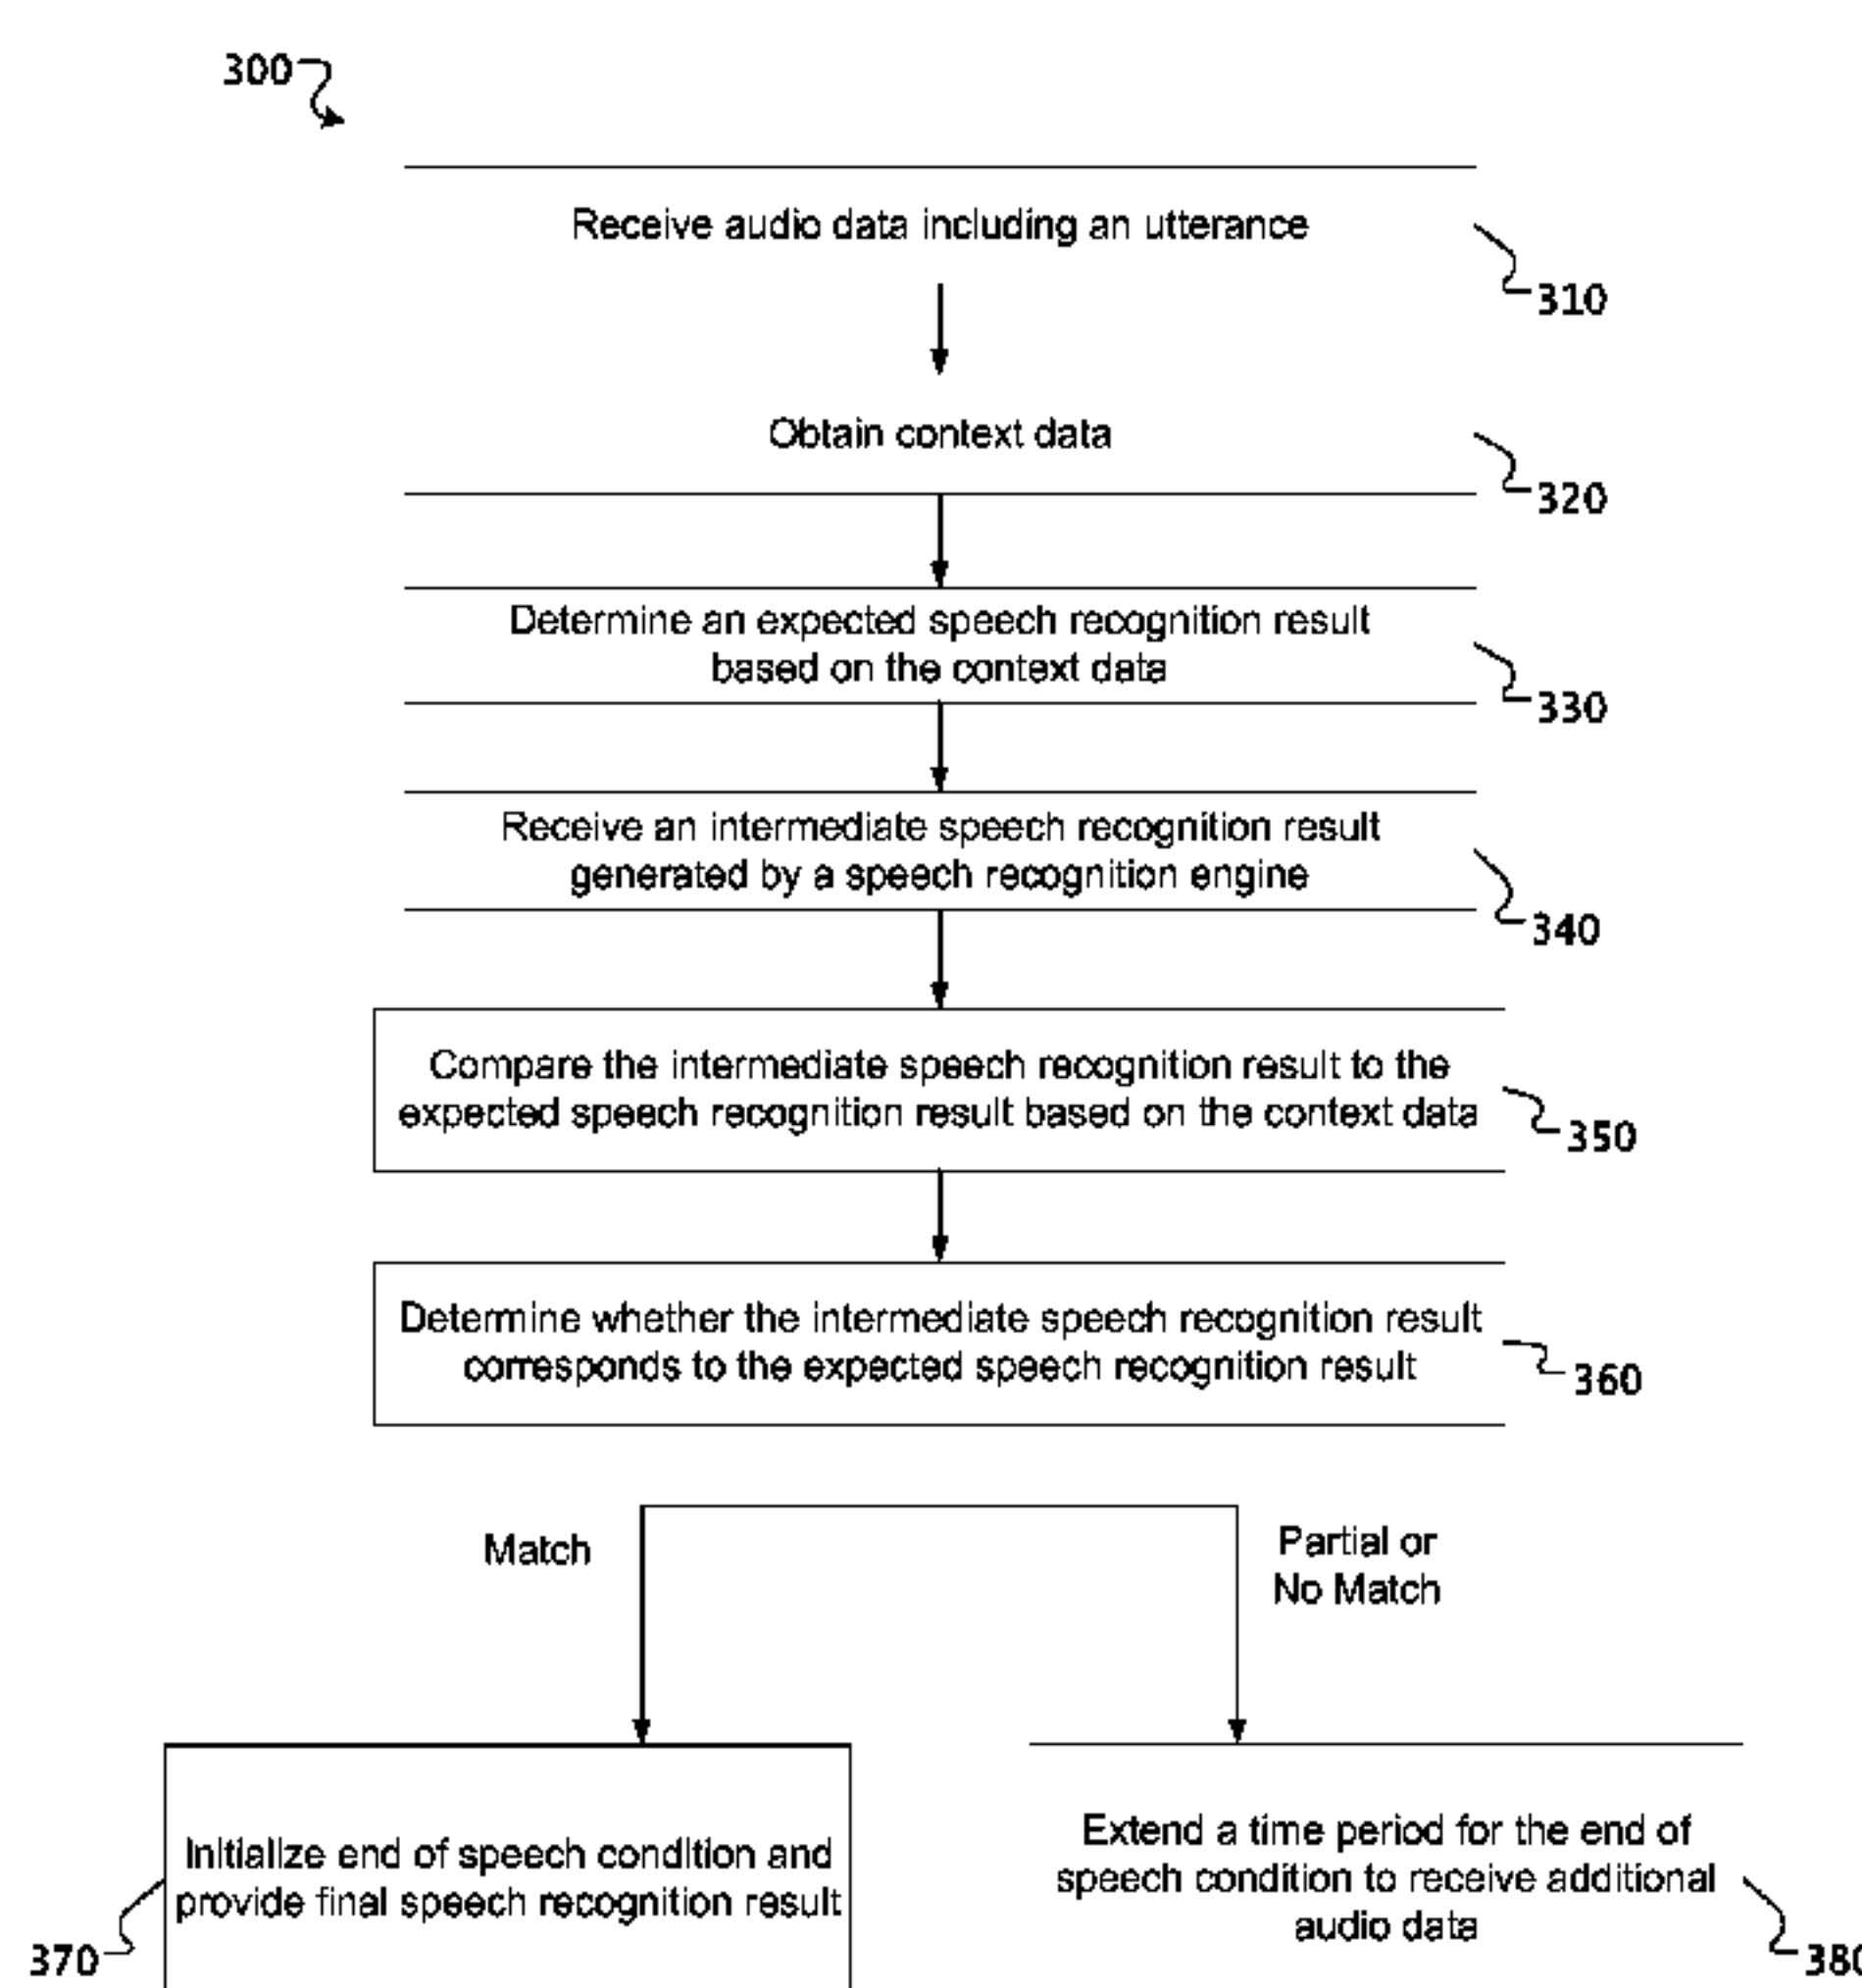 300
Receive audio data including an utterance
310
Obtain context data
320
Determine an expected speech recognition result
based on the context data
330
Receive an intermediate speech recognition result
generated by a speech recognition engine
340
Compare the intermediate speech recognition result to the
expected speech recognition result based on the context data
350
Determine whether the intermediate speech recognition result
corresponds to the expected speech recognition result
360
Match
Partial or
No Match
Initialize end of speech condition and
provide final speech recognition result
370
Extend a time period for the end of
speech condition to receive additional
audio data
380